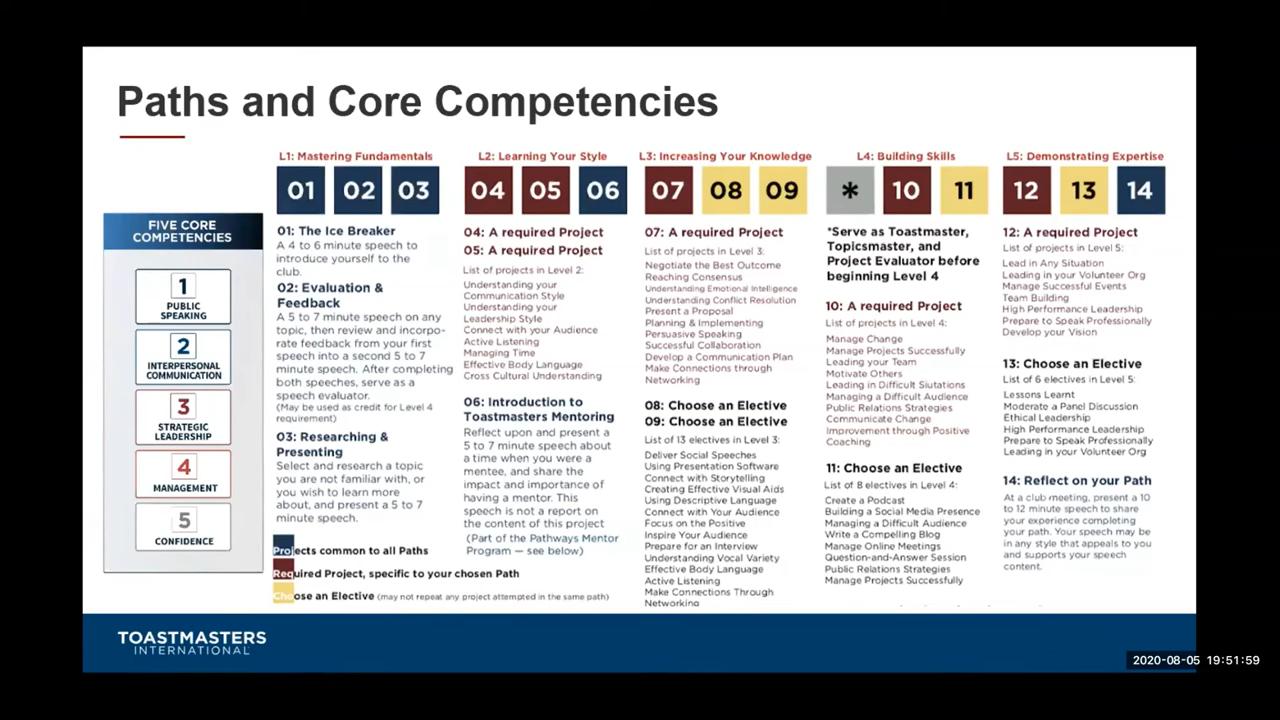 Paths and Core Competencies
FIVE CORE
COMPETENCIES
1
PUBLIC
SPEAKING
2
INTERPERSONAL
COMMUNICATION
3
STRATEGIC
LEADERSHIP
4
MANAGEMENT
5
CONFIDENCE
L1: Mastering Fundamentals
01 02 03
01: The Ice Breaker
A 4 to 6 minute speech to
introduce yourself to the
club.
02: Evaluation &
Feedback
A 5 to 7 minute speech on any
topic, then review and incorpo-
rate feedback from your first
speech into a second 5 to 7
minute speech. After completing
both speeches, serve as a
speech evaluator.
(May be used as credit for Level 4
requirement)
03: Researching &
Presenting
Select and research a topic
you are not familiar with, or
you wish to learn more
about, and present a 5 to 7
minute speech.
L2: Learning Your Style
04 05 06
04: A required Project
05: A required Project
List of projects in Level 2:
Understanding your
Communication Style
Understanding your
Leadership Style
Connect with your Audience
Active Listening
Managing Time
Effective Body Language
Cross Cultural Understanding
06: Introduction to
Toastmasters Mentoring
Reflect upon and present a
5 to 7 minute speech about
a time when you were a
mentee, and share the
impact and importance of
having a mentor. This
speech is not a report on
the content of this project
(Part of the Pathways Mentor
Program — see below)
L3: Increasing Your Knowledge
07 08 09
07: A required Project
List of projects in Level 3:
Negotiate the Best Outcome
Reaching Consensus
Understanding Emotional Intelligence
Understanding Conflict Resolution
Present a Proposal
Planning & Implementing
Persuasive Speaking
Successful Collaboration
Develop a Communication Plan
Make Connections through
Networking
08: Choose an Elective
09: Choose an Elective
List of 13 electives in Level 3:
Deliver Social Speeches
Using Presentation Software
Connect with Storytelling
Creating Effective Visual Aids
Using Descriptive Language
Connect with Your Audience
Focus on the Positive
Inspire Your Audience
Prepare for an Interview
Understanding Vocal Variety
Effective Body Language
Active Listening
Make Connections Through
Networking
L4: Building Skills
* 10 11
*Serve as Toastmaster,
Topicsmaster, and
Project Evaluator before
beginning Level 4
10: A required Project
List of projects in Level 4:
Manage Change
Manage Projects Successfully
Leading your Team
Motivate Others
Leading in Difficult Siutations
Managing a Difficult Audience
Public Relations Strategies
Communicate Change
Improvement through Positive
Coaching
11: Choose an Elective
List of 8 electives in Level 4:
Create a Podcast
Building a Social Media Presence
Managing a Difficult Audience
Write a Compelling Blog
Manage Online Meetings
Question-and-Answer Session
Public Relations Strategies
Manage Projects Successfully
L5: Demonstrating Expertise
12 13 14
12: A required Project
List of projects in Level 5:
Lead in Any Situation
Leading in your Volunteer Org
Manage Successful Events
Team Building
High Performance Leadership
Prepare to Speak Professionally
Develop your Vision
13: Choose an Elective
List of 6 electives in Level 5:
Lessons Learnt
Moderate a Panel Discussion
Ethical Leadership
High Performance Leadership
Prepare to Speak Professionally
Leading in your Volunteer Org
14: Reflect on your Path
At a club meeting, present a 10
to 12 minute speech to share
your experience completing
your path. Your speech may be
in any style that appeals to you
and supports your speech
content.
Projects common to all Paths
Required Project, specific to your chosen Path
Choose an Elective (may not repeat any project attempted in the same path)
TOASTMASTERS
INTERNATIONAL
2020-08-05 19:51:59